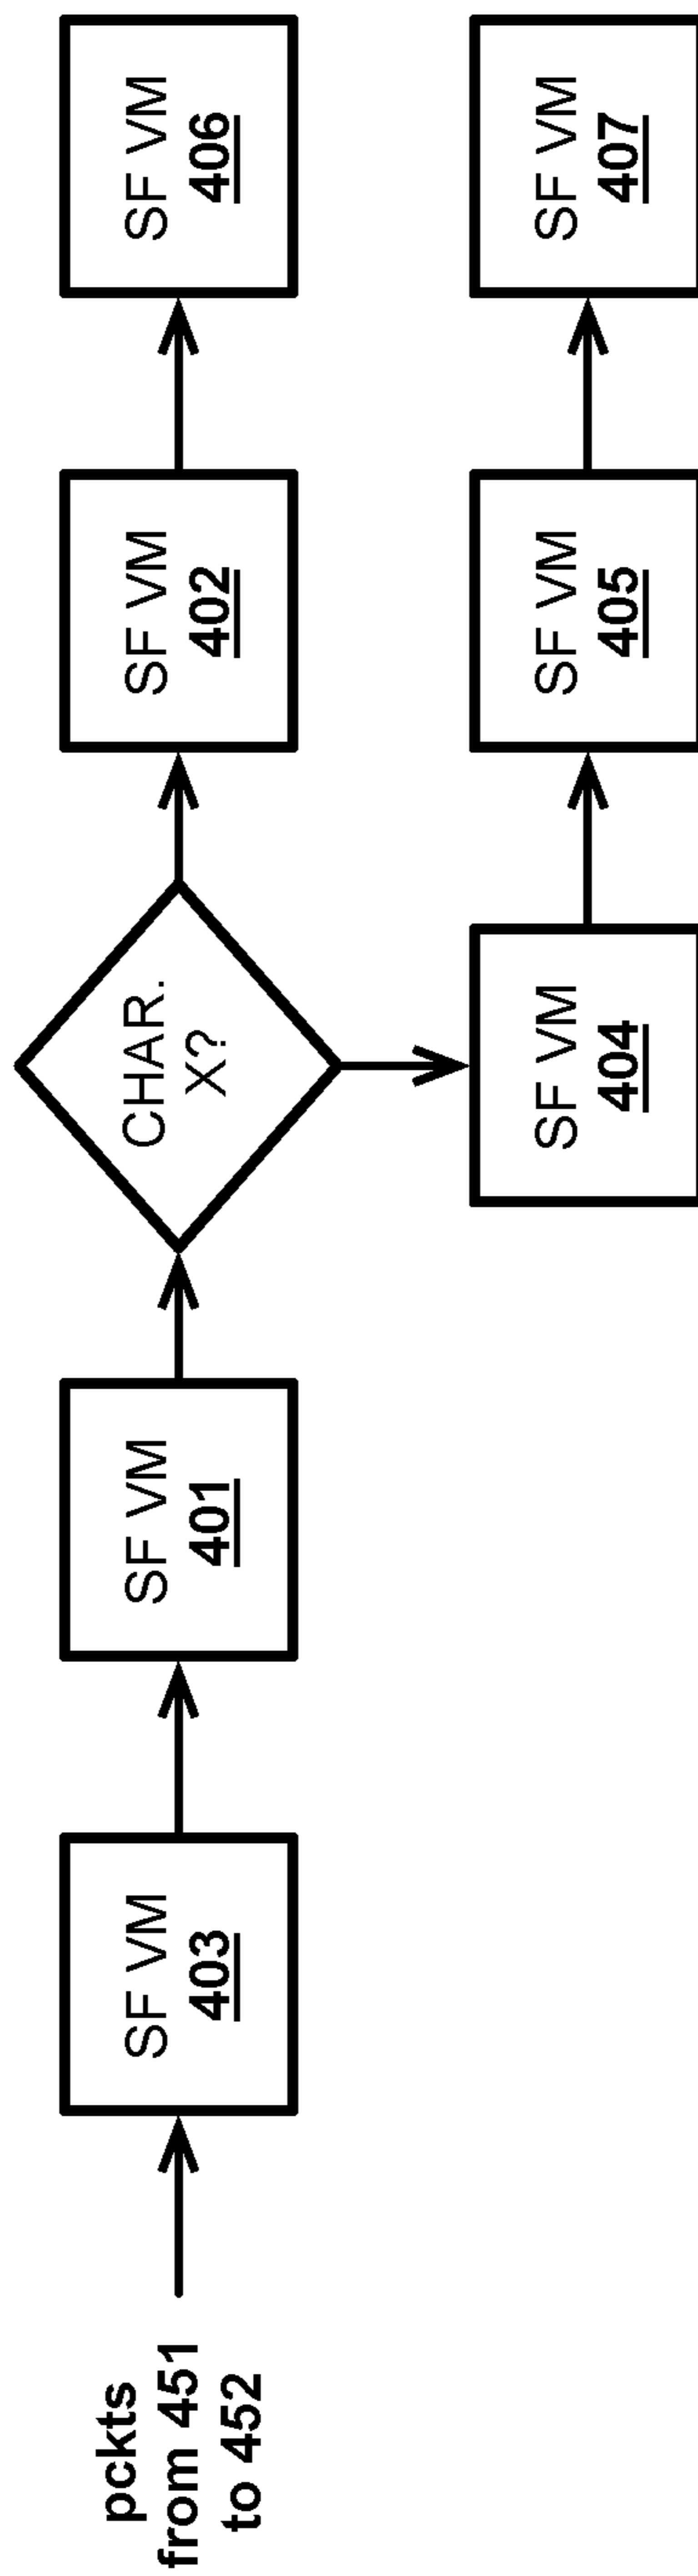 pckts
from 451
to 452
SF VM
403
SF VM
401
CHAR.
X?
SF VM
402
SF VM
406
SF VM
404
SF VM
405
SF VM
407